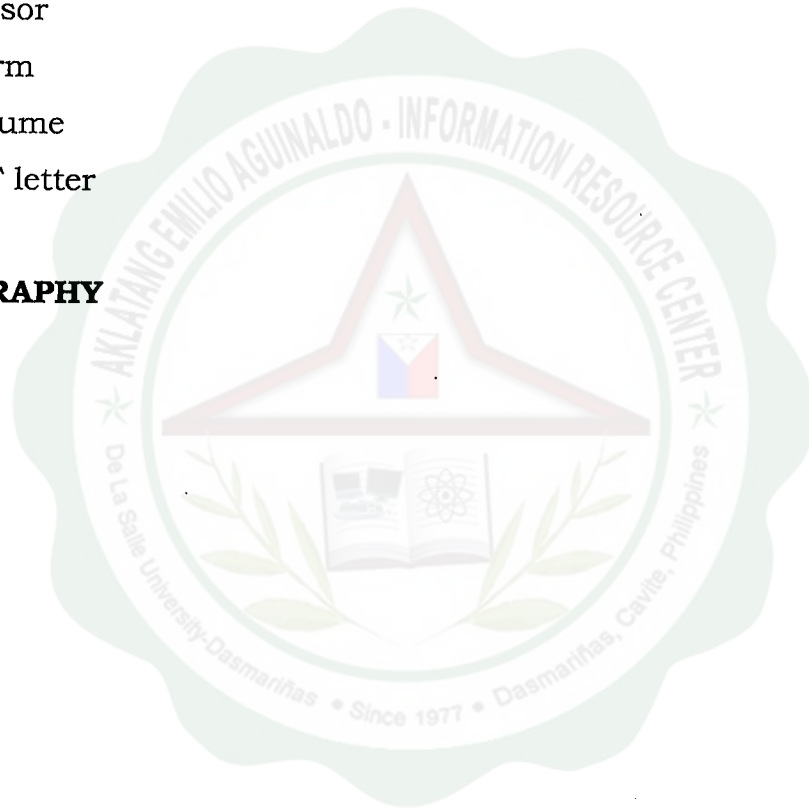 sor
rm
ume
letter
RAPHY
AKLATANG EMILIO AGUINALDO - INFORMATION RESOURCE CENTER
De La Salle University-Dasmariñas • Since 1977 • Dasmariñas, Cavite, Philippines